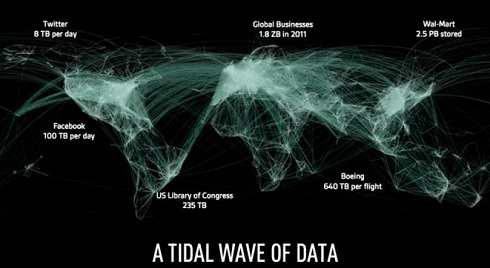 Twitter
8 TB per day
Global Businesses
1.8 ZB in 2011
Wal-Mart
2.5 PB stored
Facebook
100 TB per day
US Library of Congress
235 TB
Boeing
640 TB per flight
A TIDAL WAVE OF DATA